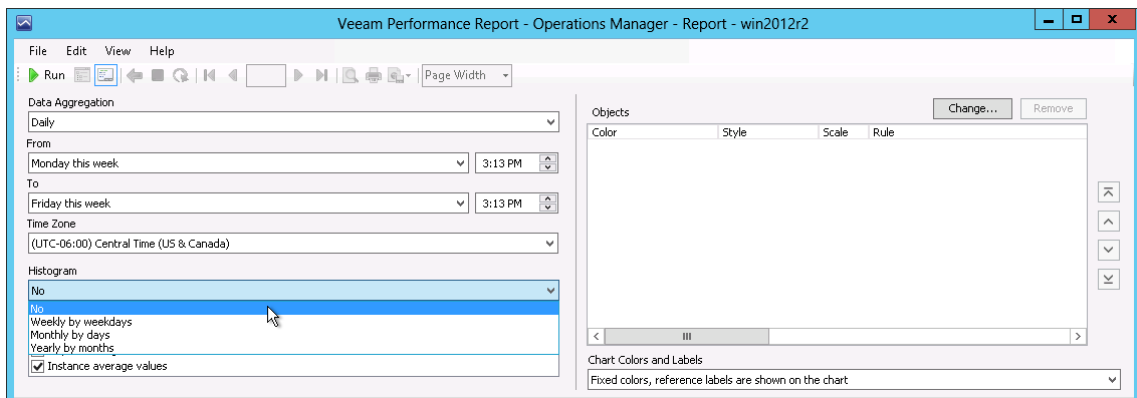 Veeam Performance Report - Operations Manager - Report - win2012r2
File Edit View Help
Run Page Width
Data Aggregation
Daily
From
Monday this week 3:13 PM
To
Friday this week 3:13 PM
Time Zone
(UTC-06:00) Central Time (US & Canada)
Histogram
No
No
Weekly by weekdays
Monthly by days
Yearly by months
Instance average values
Objects Change... Remove
Color Style Scale Rule
Chart Colors and Labels
Fixed colors, reference labels are shown on the chart